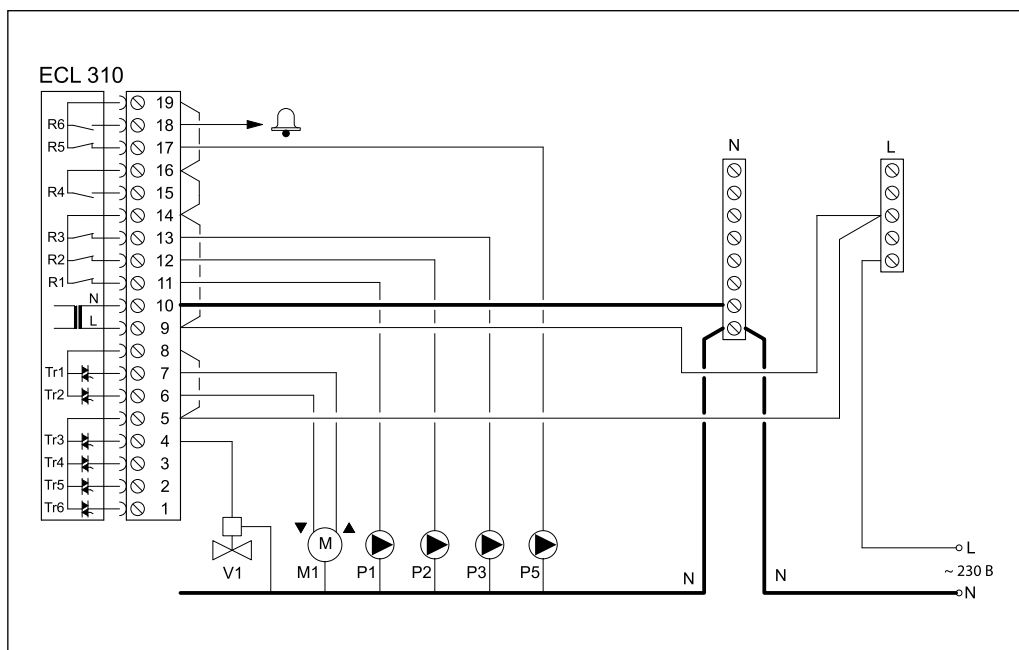 ECL 310
19
R6 18
R5 17
16
R4 15
14
R3 13
R2 12
R1 11
N 10
L 9
8
Tr1 7
Tr2 6
5
Tr3 4
Tr4 3
Tr5 2
Tr6 1
N
L
M
V1 M1 P1 P2 P3 P5
N N
L
~ 230 В
N